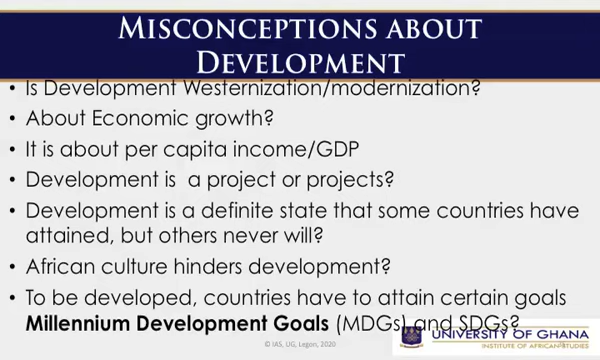 MISCONCEPTIONS ABOUT
DEVELOPMENT
• Is Development Westernization/modernization?
• About Economic growth?
• It is about per capita income/GDP
• Development is  a project or projects?
• Development is a definite state that some countries have
attained, but others never will?
• African culture hinders development?
• To be developed, countries have to attain certain goals
Millennium Development Goals (MDGs) and SDGs?
© IAS, UG, Legon, 2020
UNIVERSITY OF GHANA
INSTITUTE OF AFRICAN STUDIES